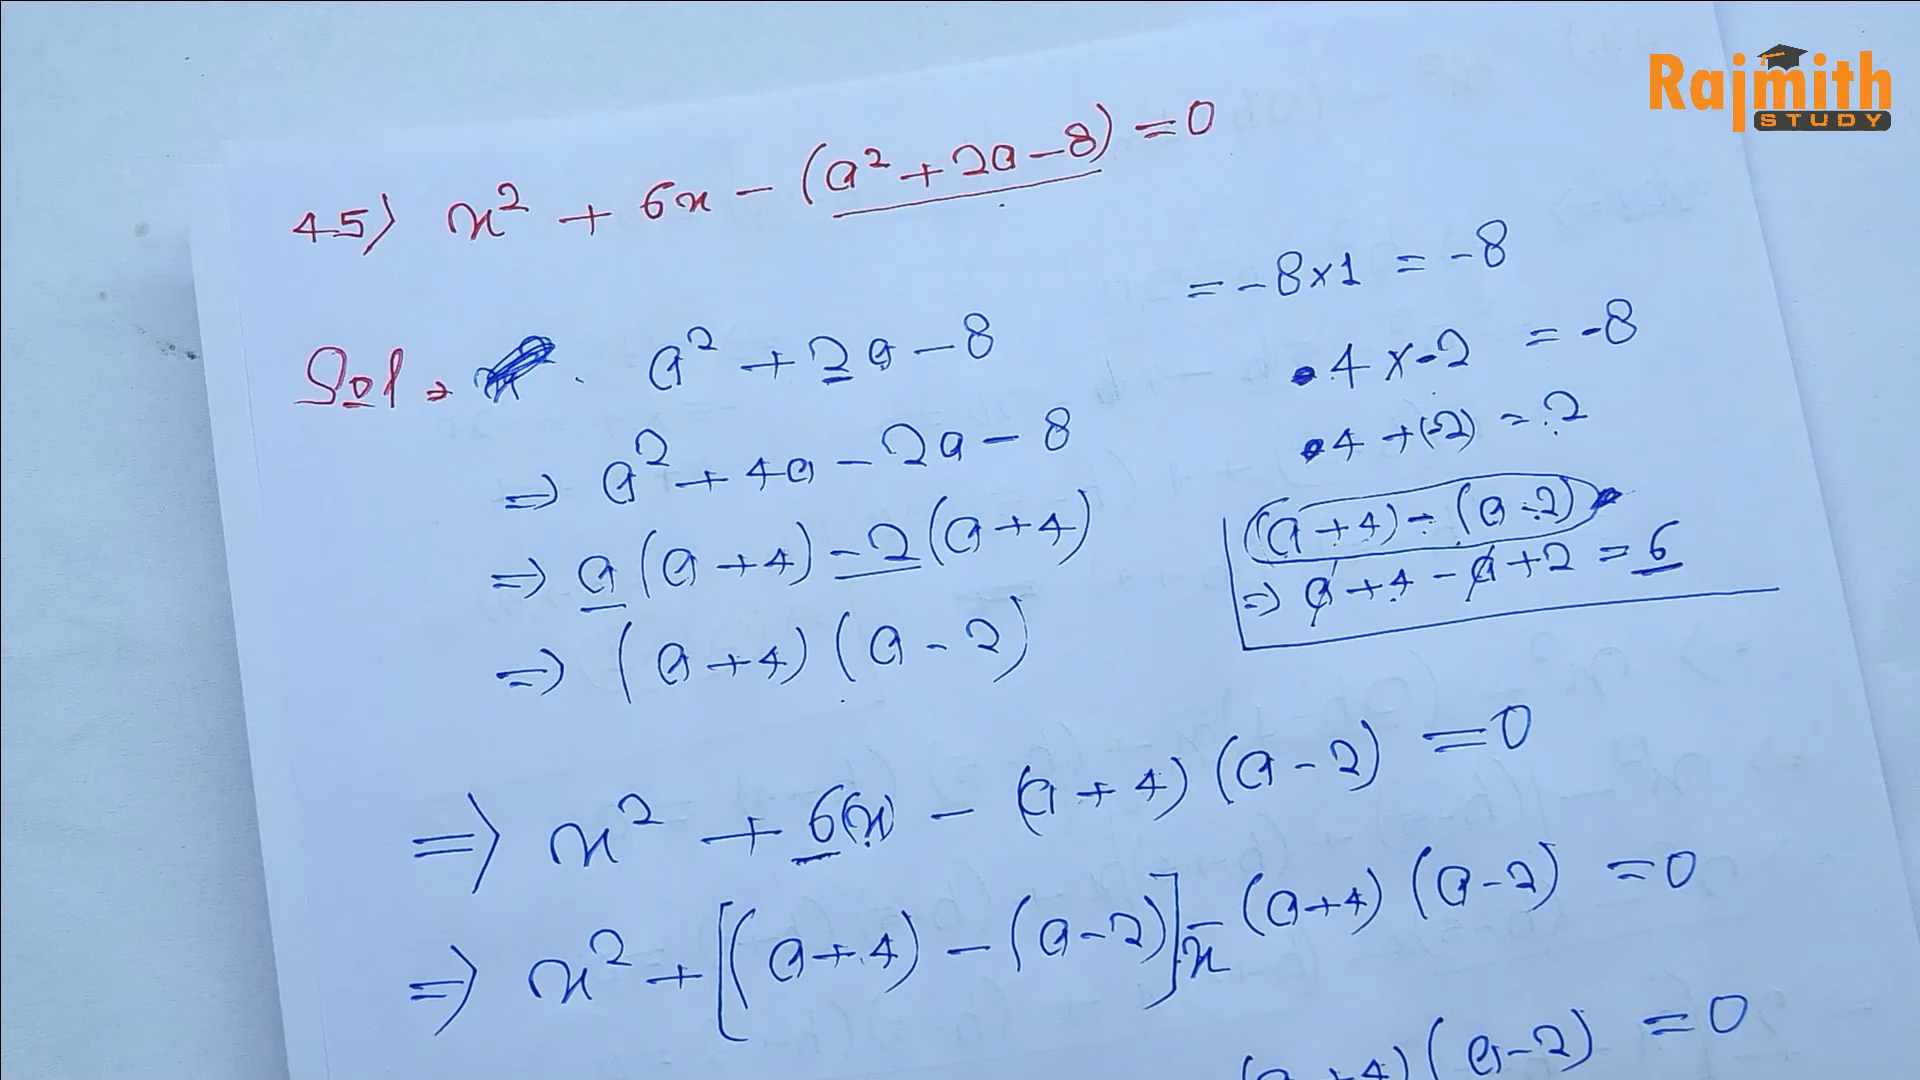 Rajmith
STUDY
45) x² + 6x - (a² + 2a - 8) = 0
= -8×1 = -8
Sol → a² + 2a - 8
4 × -2 = -8
⇒ a² + 4a - 2a - 8
4 + (-2) = 2
⇒ a(a+4) - 2(a+4)
(a+4) - (a-2)
⇒ a + 4 - a + 2 = 6
⇒ (a+4)(a-2)
⇒ x² + 6(x) - (a+4)(a-2) = 0
⇒ x² + [(a+4) - (a-2)]x - (a+4)(a-2) = 0
(a+4)(a-2) = 0